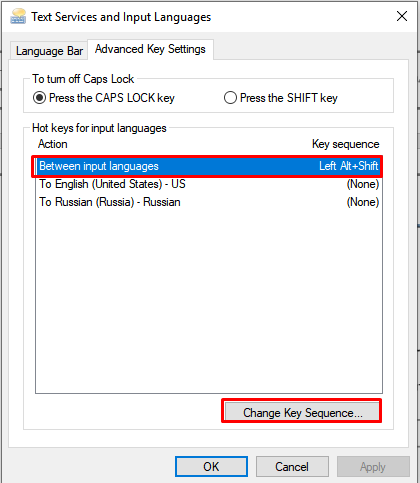 Text Services and Input Languages
Language Bar Advanced Key Settings
To turn off Caps Lock
Press the CAPS LOCK key Press the SHIFT key
Hot keys for input languages
Action Key sequence
Between input languages Left Alt+Shift
To English (United States) - US (None)
To Russian (Russia) - Russian (None)
Change Key Sequence...
OK Cancel Apply